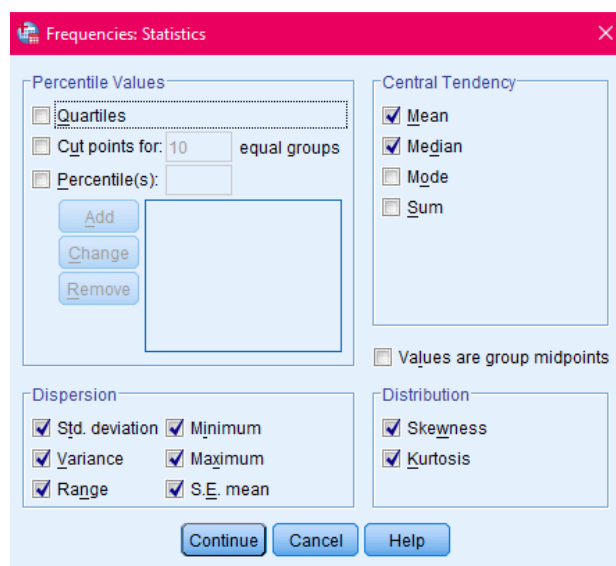 Frequencies: Statistics
Percentile Values
Quartiles
Cut points for: 10 equal groups
Percentile(s):
Add
Change
Remove
Central Tendency
Mean
Median
Mode
Sum
Values are group midpoints
Dispersion
Std. deviation Minimum
Variance Maximum
Range S.E. mean
Distribution
Skewness
Kurtosis
Continue Cancel Help